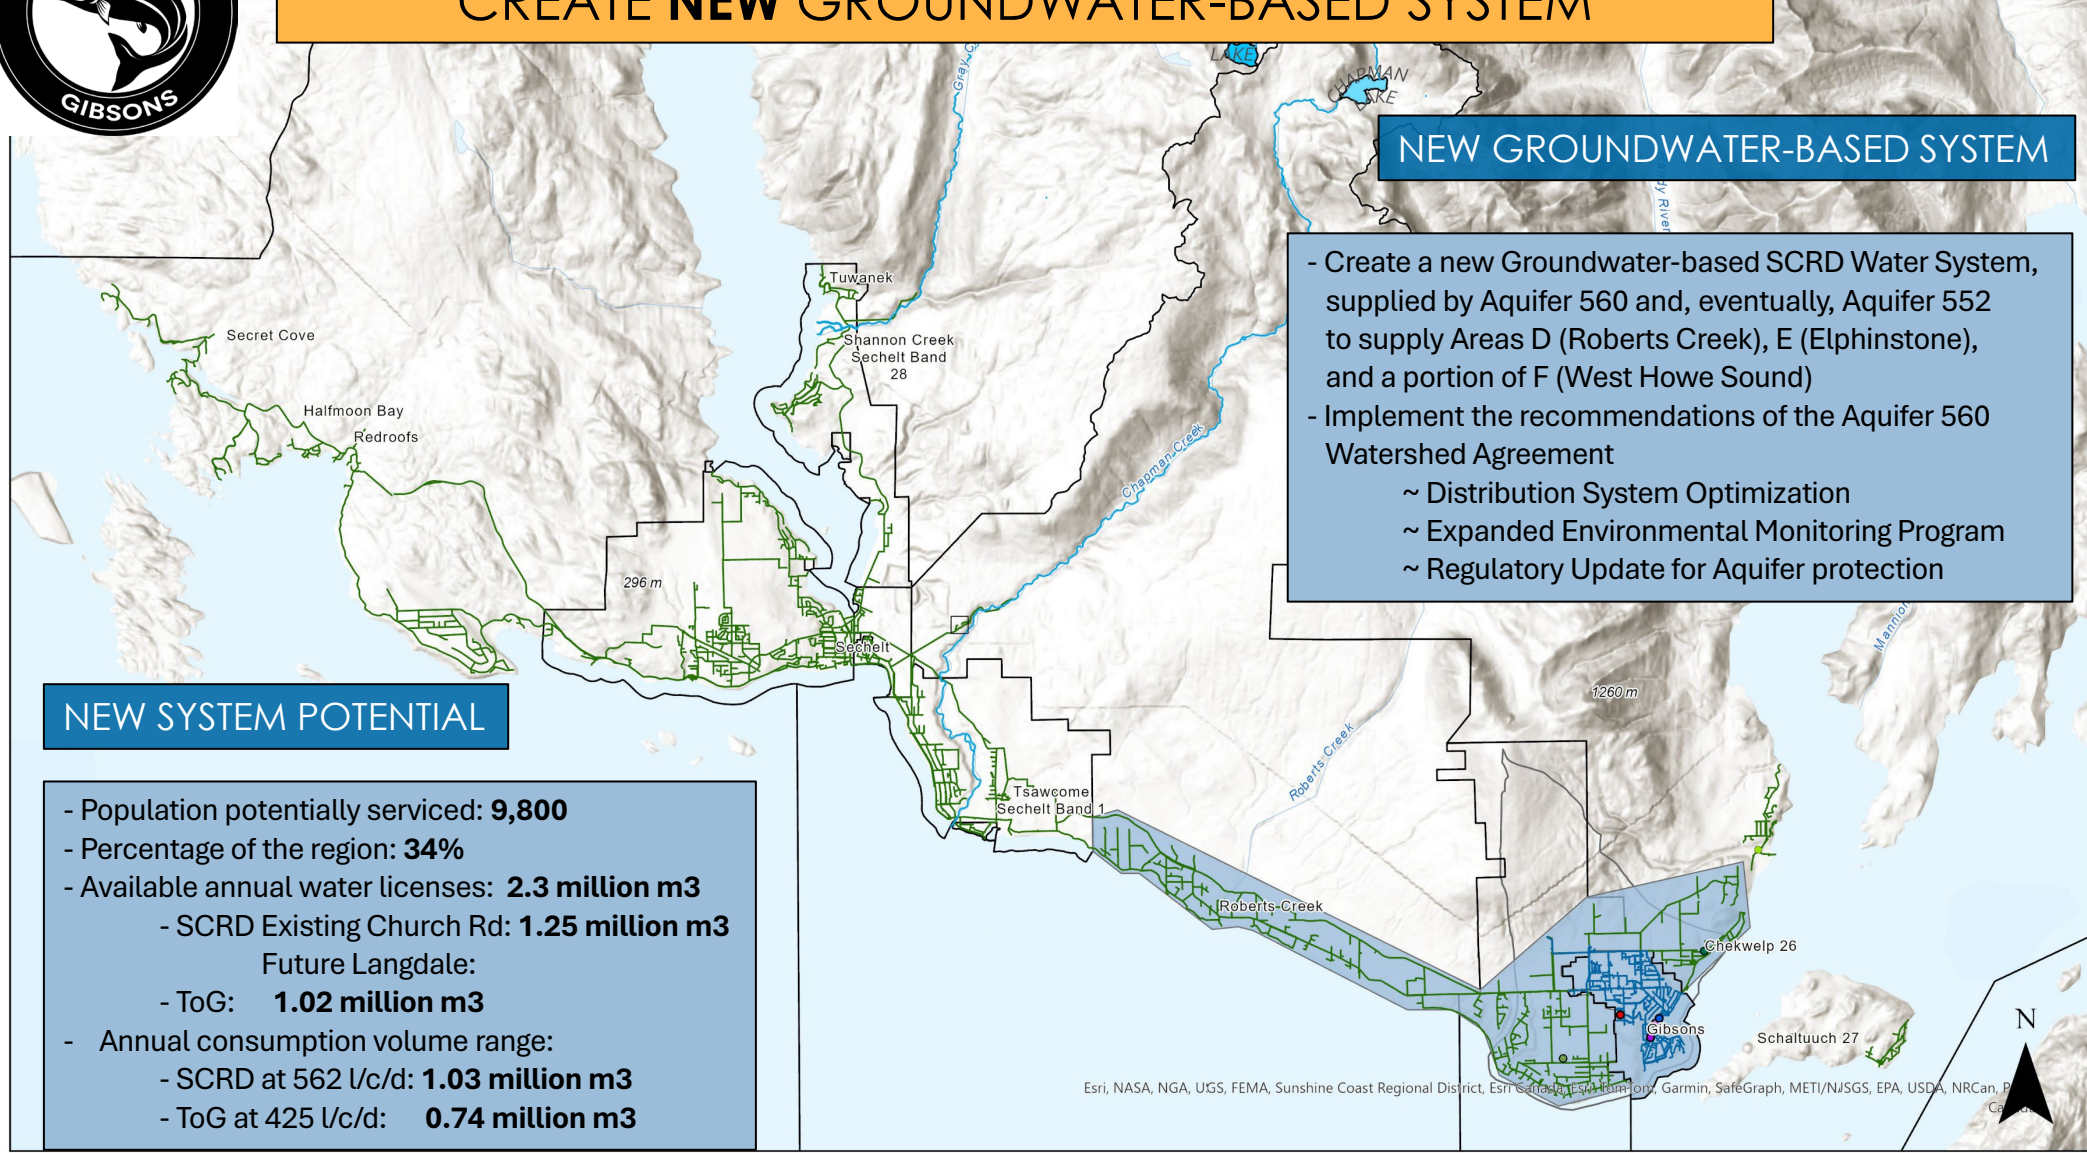 CREATE NEW GROUNDWATER-BASED SYSTEM
GIBSONS
LAKE
CHAPMAN
LAKE
NEW GROUNDWATER-BASED SYSTEM
- Create a new Groundwater-based SCRD Water System,
supplied by Aquifer 560 and, eventually, Aquifer 552
to supply Areas D (Roberts Creek), E (Elphinstone),
and a portion of F (West Howe Sound)
- Implement the recommendations of the Aquifer 560
Watershed Agreement
~ Distribution System Optimization
~ Expanded Environmental Monitoring Program
~ Regulatory Update for Aquifer protection
Tuwanek
Secret Cove
Shannon Creek
Sechelt Band
28
Halfmoon Bay
Redroofs
Chapman Creek
296 m
Sechelt
1260 m
Roberts Creek
Tsawcome
Sechelt Band 1
Roberts Creek
Chekwelp 26
Gibsons
Schaltuuch 27
N
NEW SYSTEM POTENTIAL
- Population potentially serviced: 9,800
- Percentage of the region: 34%
- Available annual water licenses: 2.3 million m3
- SCRD Existing Church Rd: 1.25 million m3
Future Langdale:
- ToG: 1.02 million m3
- Annual consumption volume range:
- SCRD at 562 l/c/d: 1.03 million m3
- ToG at 425 l/c/d: 0.74 million m3
Esri, NASA, NGA, USGS, FEMA, Sunshine Coast Regional District, Esri Canada, Esri, TomTom, Garmin, SafeGraph, METI/NASA, USGS, EPA, USDA, NRCan,